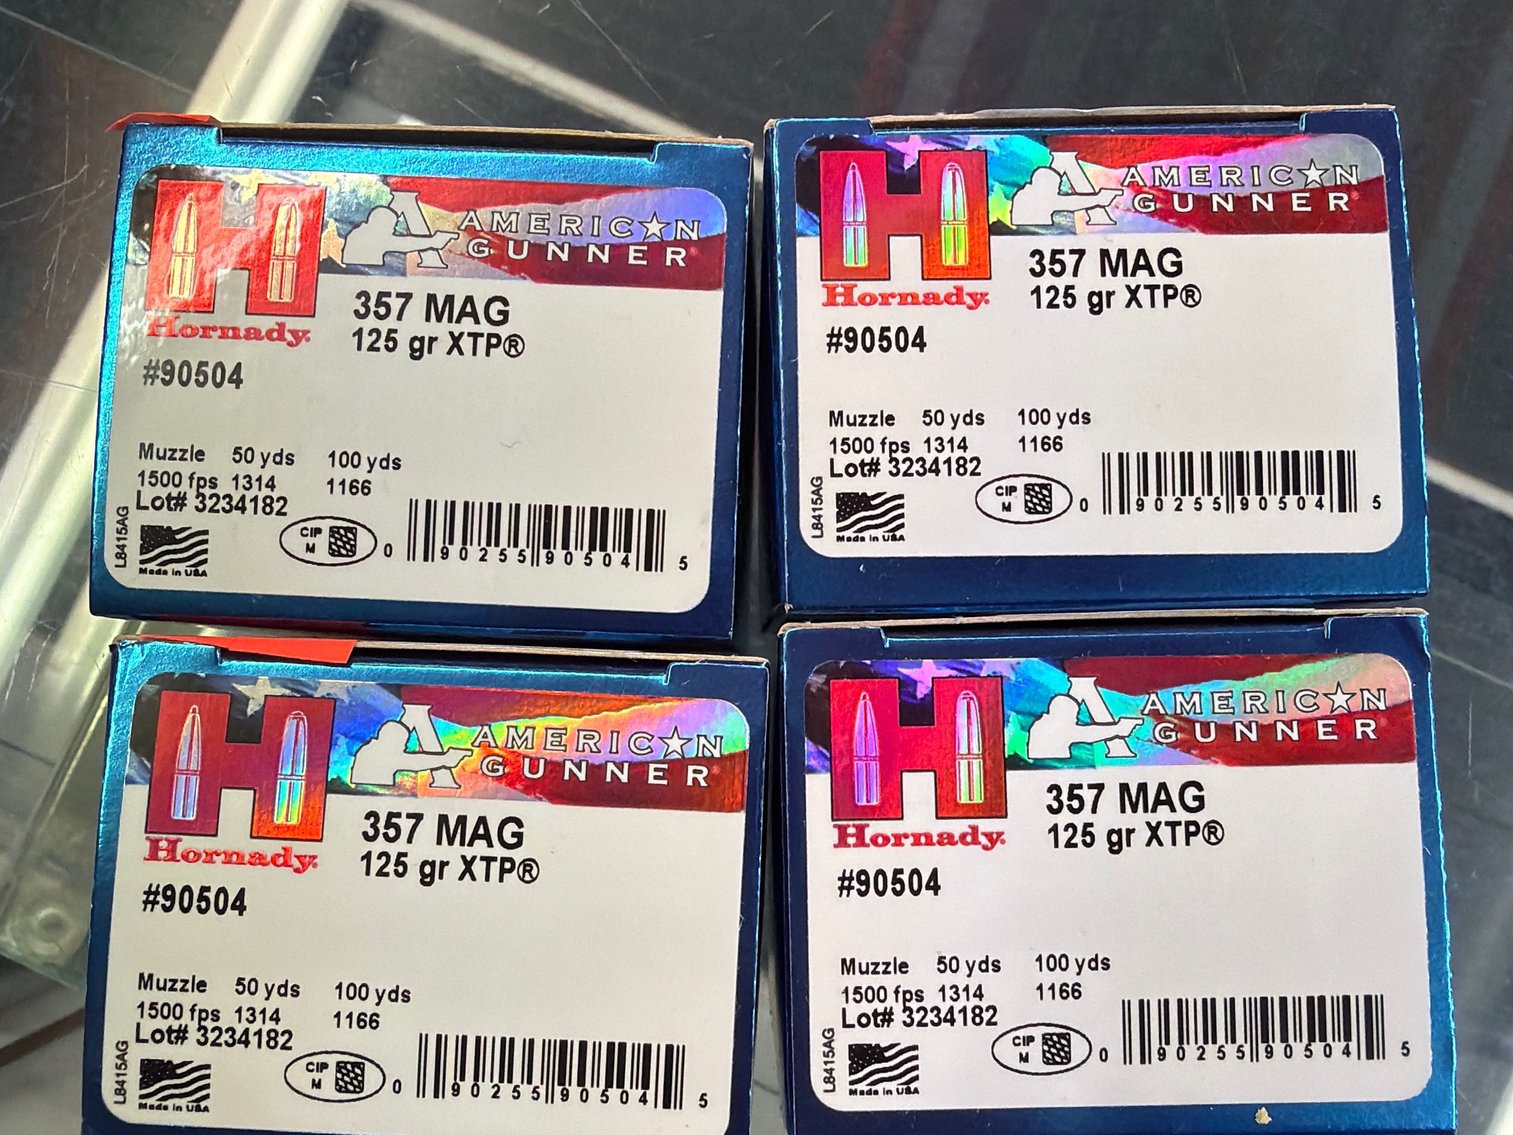 AMERICAN
GUNNER
Hornady.
357 MAG
125 gr XTP®
#90504
Muzzle 50 yds 100 yds
1500 fps 1314 1166
Lot# 3234182
L8415AG
Made in USA
CIP
M
0 90255 90504 5
AMERICAN
GUNNER
Hornady.
357 MAG
125 gr XTP®
#90504
Muzzle 50 yds 100 yds
1500 fps 1314 1166
Lot# 3234182
L8415AG
Made in USA
CIP
M
0 90255 90504 5
AMERICAN
GUNNER
Hornady.
357 MAG
125 gr XTP®
#90504
Muzzle 50 yds 100 yds
1500 fps 1314 1166
Lot# 3234182
L8415AG
Made in USA
CIP
M
0 90255 90504 5
AMERICAN
GUNNER
Hornady.
357 MAG
125 gr XTP®
#90504
Muzzle 50 yds 100 yds
1500 fps 1314 1166
Lot# 3234182
L8415AG
Made in USA
CIP
M
0 90255 90504 5